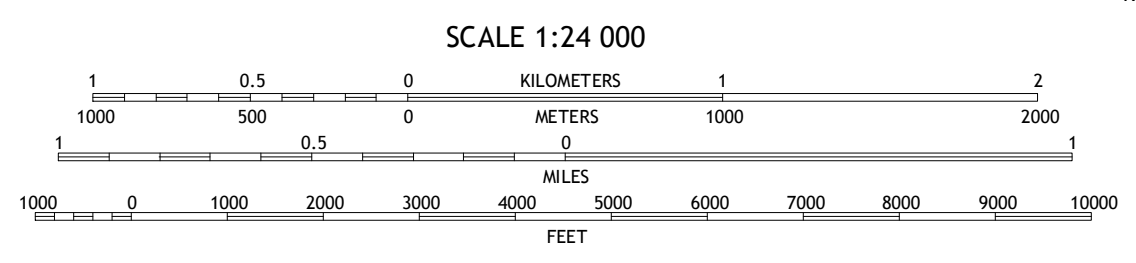 SCALE 1:24 000
1 0.5 0 KILOMETERS 1 2
1000 500 0 METERS 1000 2000
1 0.5 0 1
MILES
1000 0 1000 2000 3000 4000 5000 6000 7000 8000 9000 10000
FEET